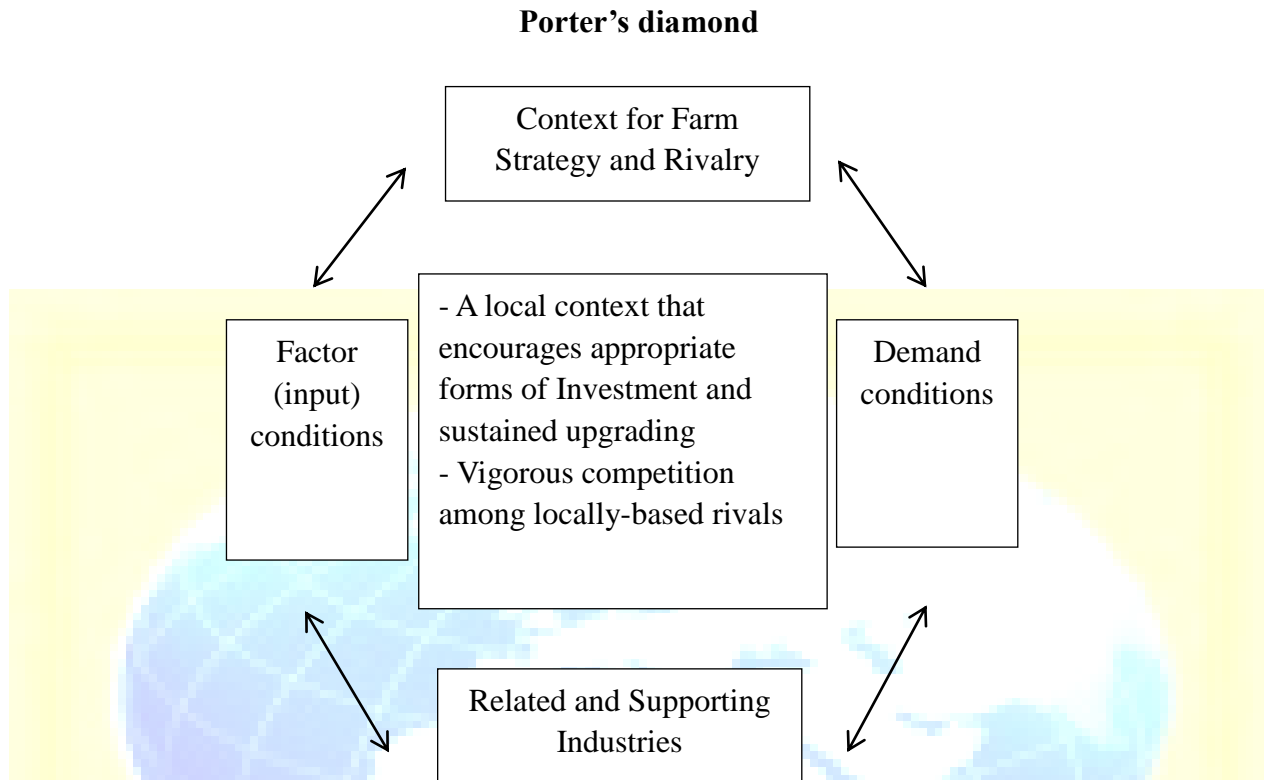 Porter’s diamond
Context for Farm
Strategy and Rivalry
Factor
(input)
conditions
- A local context that
encourages appropriate
forms of Investment and
sustained upgrading
- Vigorous competition
among locally-based rivals
Demand
conditions
Related and Supporting
Industries